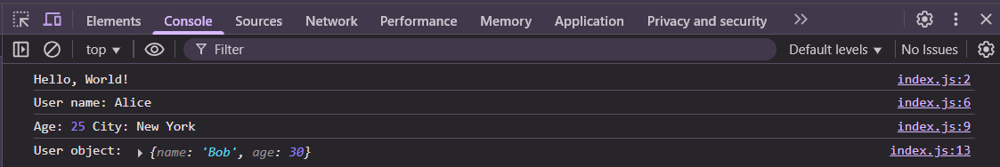 Elements Console Sources Network Performance Memory Application Privacy and security
top Filter Default levels No Issues
Hello, World! index.js:2
User name: Alice index.js:6
Age: 25 City: New York index.js:9
User object: {name: 'Bob', age: 30} index.js:13